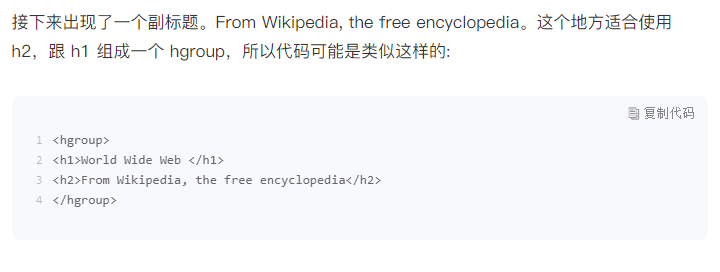 接下来出现了一个副标题。From Wikipedia, the free encyclopedia。这个地方适合使用
h2，跟 h1 组成一个 hgroup，所以代码可能是类似这样的:
复制代码
1 <hgroup>
2 <h1>World Wide Web </h1>
3 <h2>From Wikipedia, the free encyclopedia</h2>
4 </hgroup>